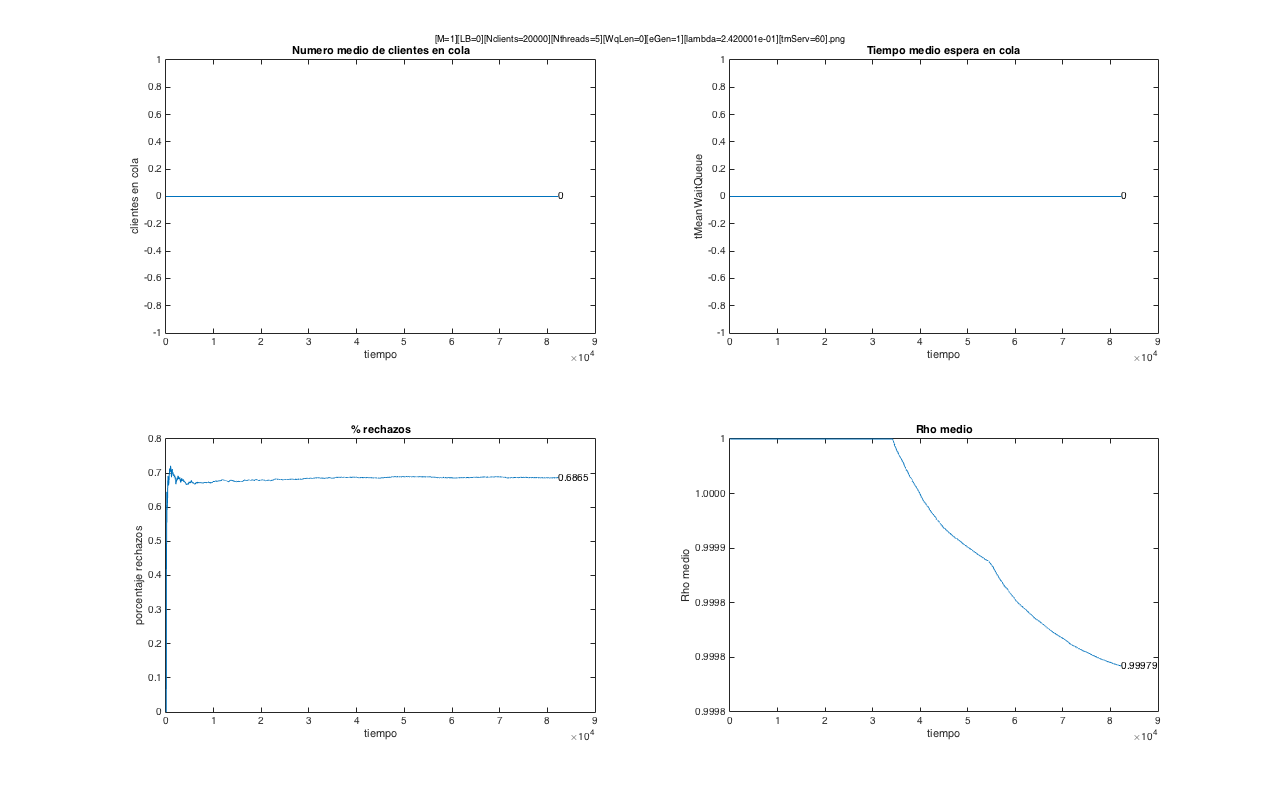 [M=1][LB=0][Nclients=20000][Nthreads=5][WqLen=0][eGen=1][lambda=2.420001e-01][tmServ=60].png
Numero medio de clientes en cola
1
0.8
0.6
0.4
0.2
0
-0.2
-0.4
-0.6
-0.8
-1
clientes en cola
0
0 1 2 3 4 5 6 7 8 9
tiempo
×10^4
Tiempo medio espera en cola
1
0.8
0.6
0.4
0.2
0
-0.2
-0.4
-0.6
-0.8
-1
tMeanWaitQueue
0
0 1 2 3 4 5 6 7 8 9
tiempo
×10^4
% rechazos
0.8
0.7
0.6
0.5
0.4
0.3
0.2
0.1
0
porcentaje rechazos
0.6865
0 1 2 3 4 5 6 7 8 9
tiempo
×10^4
Rho medio
1
1.0000
0.9999
0.9998
0.9998
0.9998
Rho medio
0.99979
0 1 2 3 4 5 6 7 8 9
tiempo
×10^4